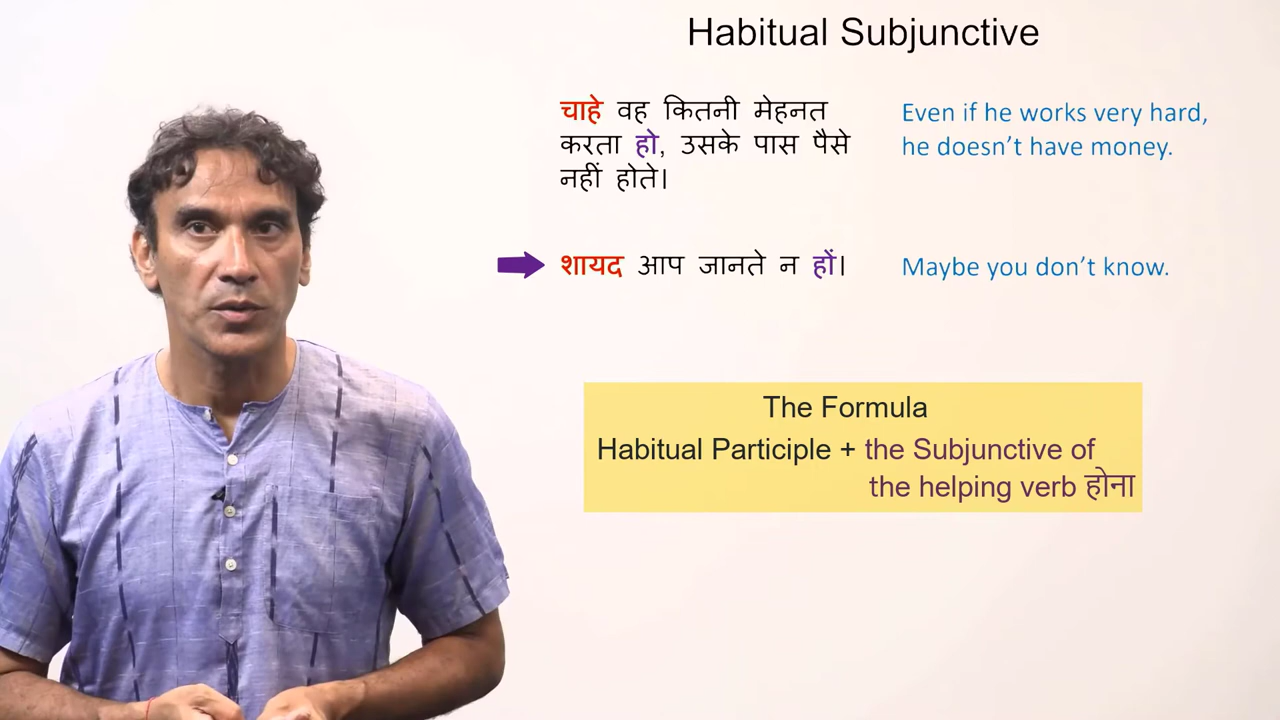 Habitual Subjunctive
चाहे वह कितनी मेहनत
करता हो, उसके पास पैसे
नहीं होते।
Even if he works very hard,
he doesn’t have money.
शायद आप जानते न हों।
Maybe you don’t know.
The Formula
Habitual Participle + the Subjunctive of
the helping verb होना